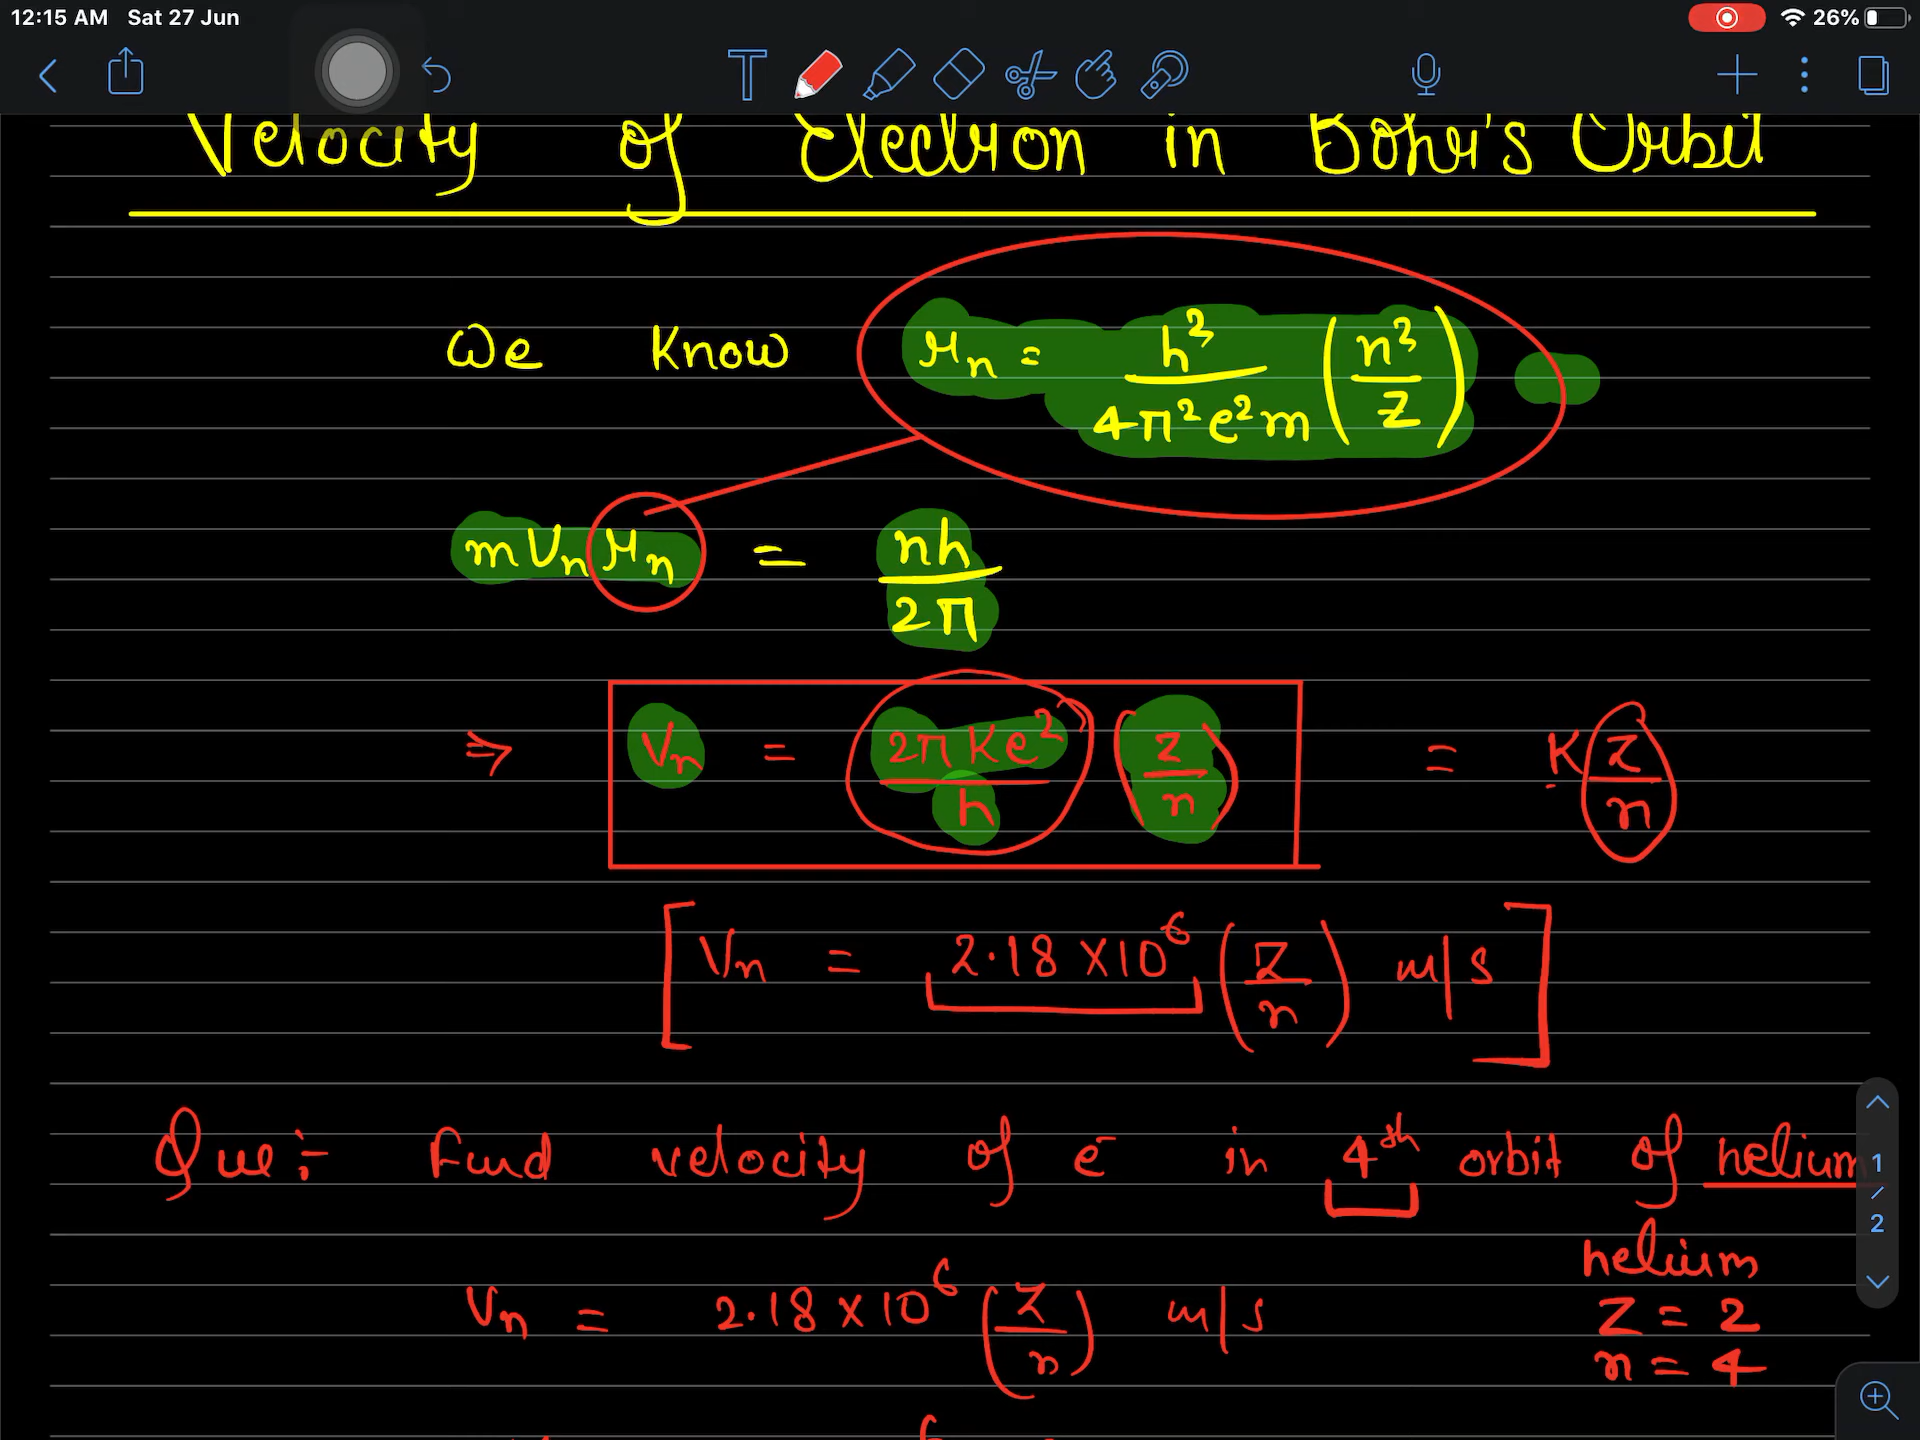 12:15 AM Sat 27 Jun 26%
T
Velocity of Electron in Bohr's Orbit
We Know rn = h² / 4π²e²m (n²/Z)
mVn rn = nh / 2π
⇒ Vn = 2πKe² / h (Z/n) = K Z/n
[Vn = 2.18 X10⁶ (Z/n) m/s]
Que:- Find velocity of e⁻ in 4th orbit of helium
1 / 2
helium
Vn = 2.18 x 10⁶ (Z/n) m/s
Z = 2
n = 4